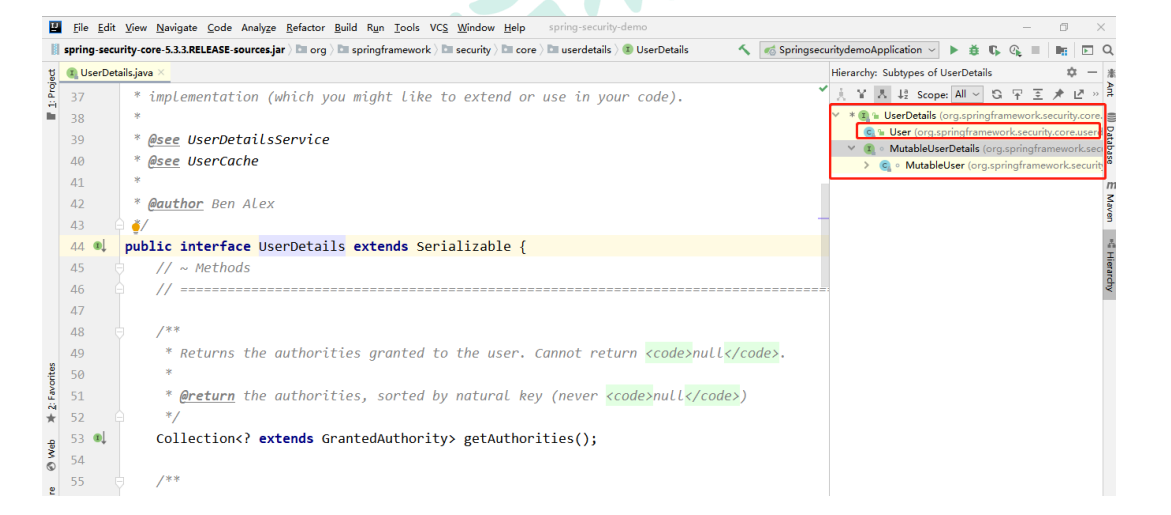 File Edit View Navigate Code Analyze Refactor Build Run Tools VCS Window Help spring-security-demo
spring-security-core-5.3.3.RELEASE-sources.jar org springframework security core userdetails UserDetails SpringsecuritydemoApplication
UserDetails.java
Hierarchy: Subtypes of UserDetails
Scope: All
37 * implementation (which you might like to extend or use in your code).
38 *
39 * @see UserDetailsService
40 * @see UserCache
41 *
42 * @author Ben Alex
43 */
44 public interface UserDetails extends Serializable {
45 // ~ Methods
46 // ========================================================================================
47
48 /**
49 * Returns the authorities granted to the user. Cannot return <code>null</code>.
50 *
51 * @return the authorities, sorted by natural key (never <code>null</code>)
52 */
53 Collection<? extends GrantedAuthority> getAuthorities();
54
55 /**
* UserDetails (org.springframework.security.core.
User (org.springframework.security.core.user
MutableUserDetails (org.springframework.sec
MutableUser (org.springframework.securit
1: Project
2: Favorites
Web
Ant
Database
Maven
Hierarchy